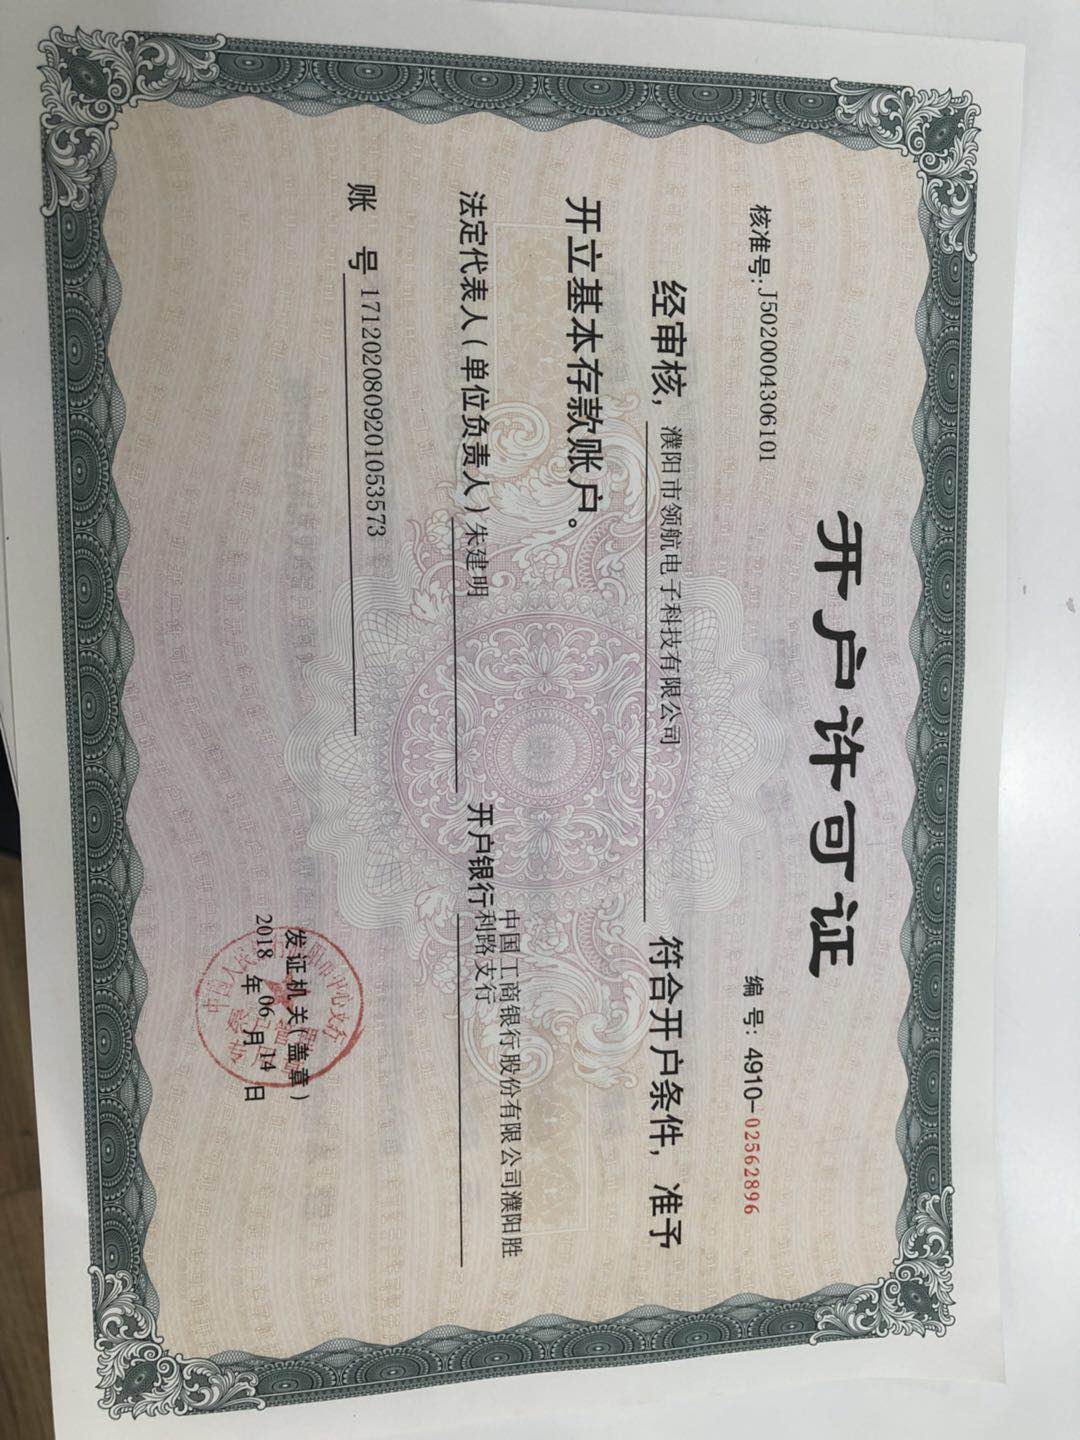 开户许可证
核准号:J5020004306101
编号: 4910-02562896
经审核, 濮阳市领航电子科技有限公司 符合开户条件, 准予
开立基本存款账户。
法定代表人(单位负责人)朱建明 开户银行中国工商银行股份有限公司濮阳胜
利路支行
账 号 1712020809201053573
发证机关(盖章)
2018 年 06 月 14 日